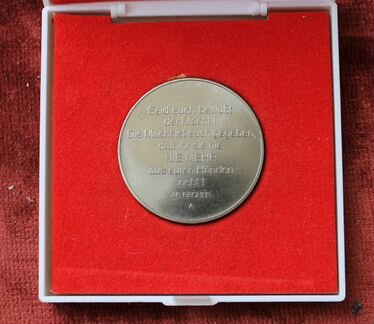 Seid euch bewußt
der Macht!
Die Macht ist euch gegeben,
daß ihr sie nie
NIE MEHR
aus euren Händen
gebt!
J.R. BECHER
A